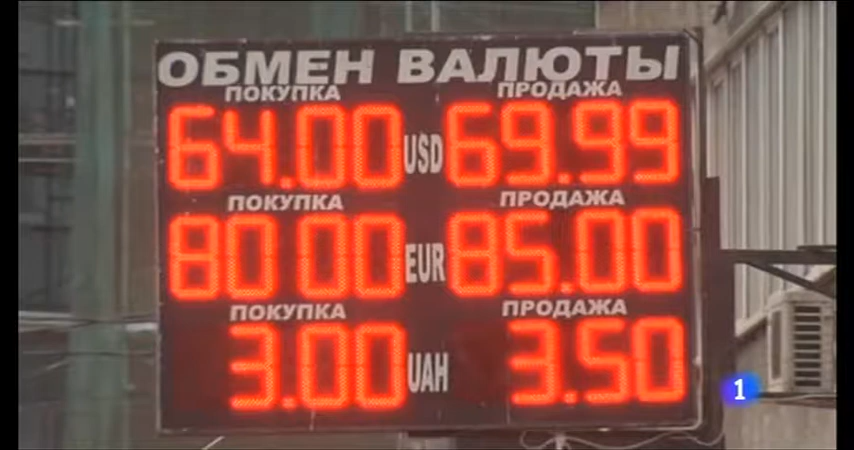 ОБМЕН ВАЛЮТЫ
ПОКУПКА ПРОДАЖА
64.00 USD 69.99
ПОКУПКА ПРОДАЖА
80 00 EUR 85.00
ПОКУПКА ПРОДАЖА
3.00 UAH 3.50
1